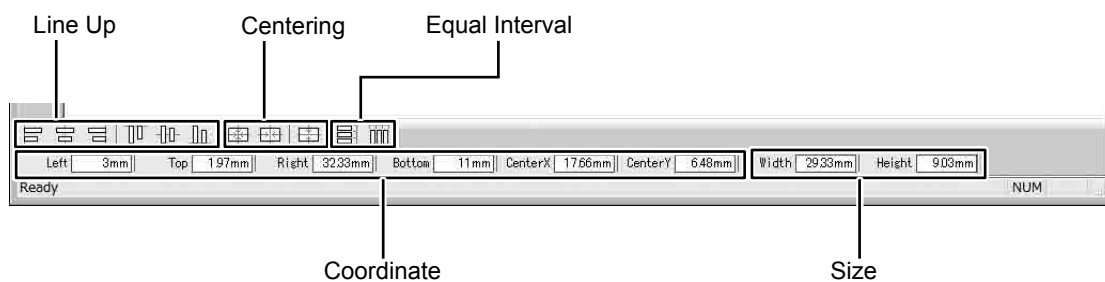 Line Up Centering Equal Interval
Left 3mm Top 1.97mm Right 32.33mm Bottom 11mm CenterX 17.66mm CenterY 6.48mm Width 29.33mm Height 9.03mm
Ready NUM
Coordinate Size